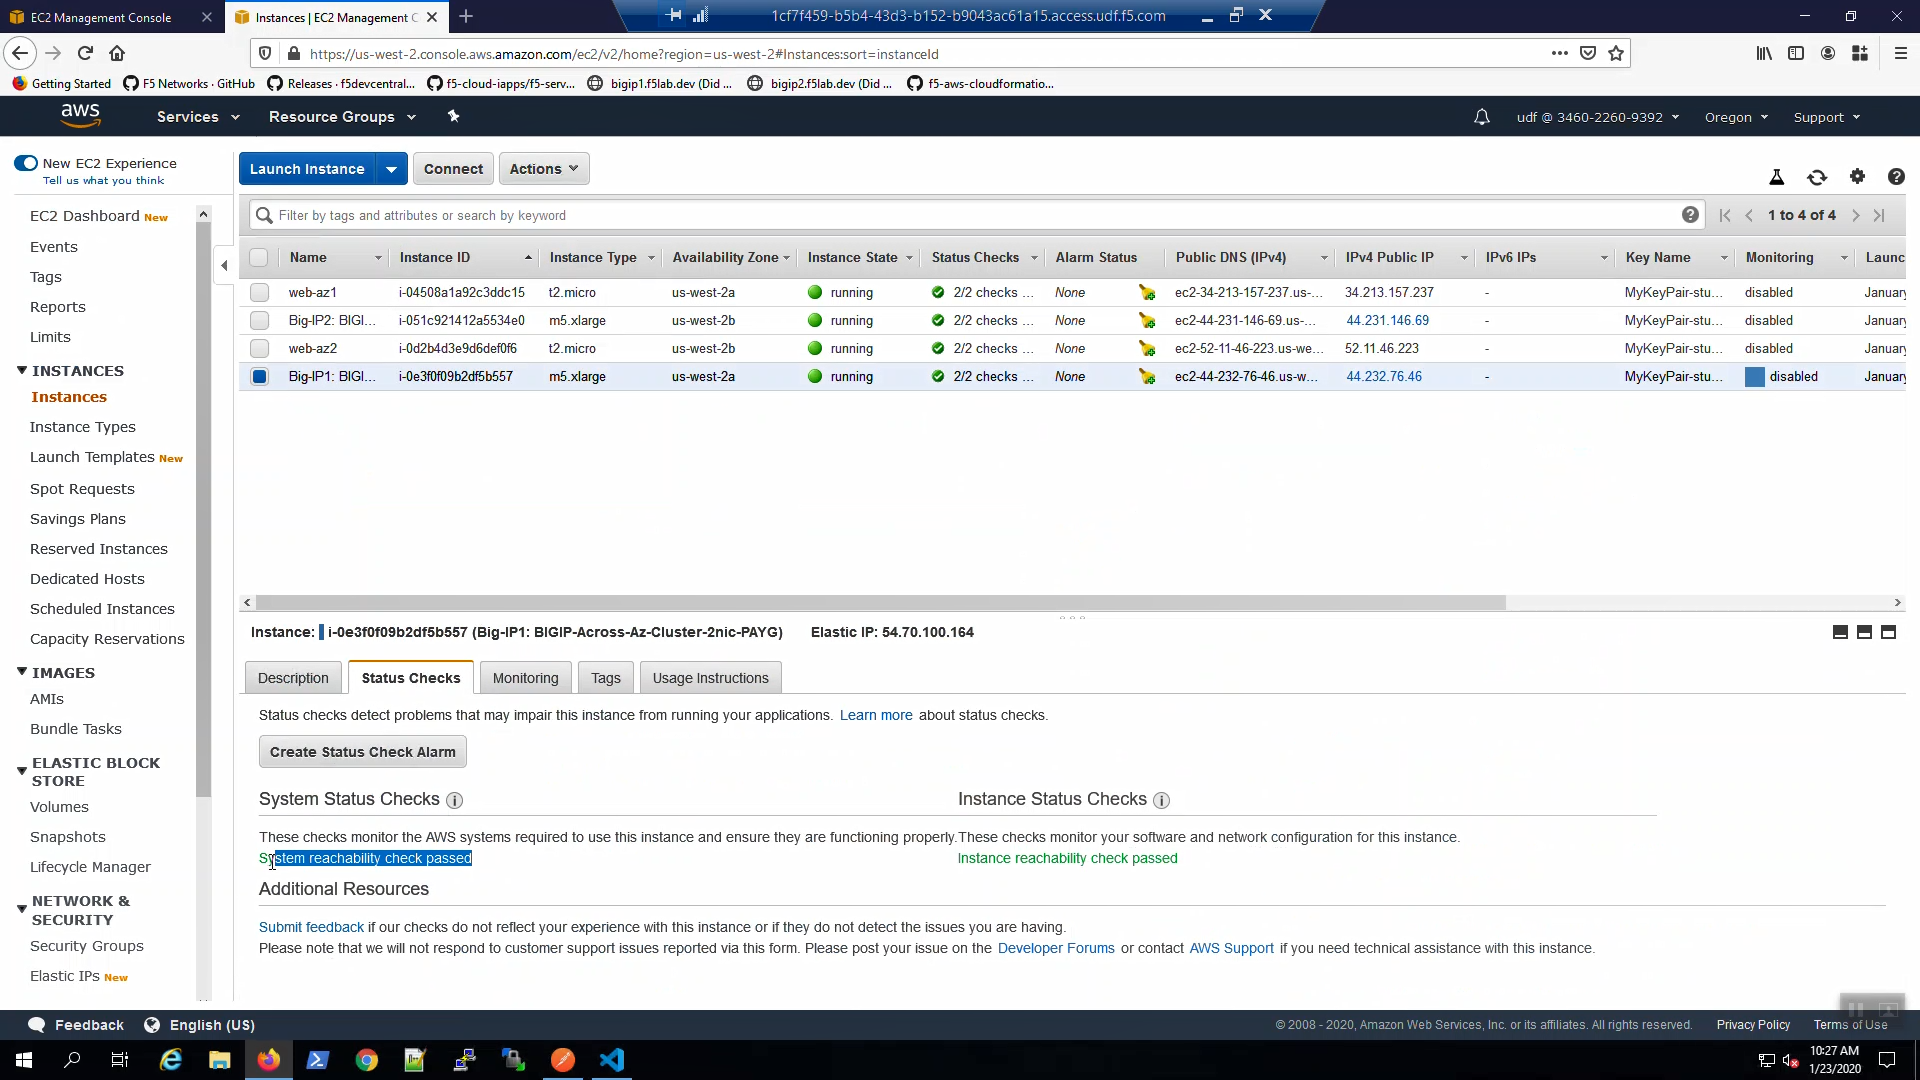 EC2 Management Console
Instances | EC2 Management C
1cf7f459-b5b4-43d3-b152-b9043ac61a15.access.udf.f5.com
https://us-west-2.console.aws.amazon.com/ec2/v2/home?region=us-west-2#Instances:sort=instanceId
Getting Started
F5 Networks · GitHub
Releases · f5devcentral...
f5-cloud-iapps/f5-serv...
bigip1.f5lab.dev (Did ...
bigip2.f5lab.dev (Did ...
f5-aws-cloudformatio...
aws
Services
Resource Groups
udf @ 3460-2260-9392
Oregon
Support
New EC2 Experience
Tell us what you think
EC2 Dashboard New
Events
Tags
Reports
Limits
INSTANCES
Instances
Instance Types
Launch Templates New
Spot Requests
Savings Plans
Reserved Instances
Dedicated Hosts
Scheduled Instances
Capacity Reservations
IMAGES
AMIs
Bundle Tasks
ELASTIC BLOCK
STORE
Volumes
Snapshots
Lifecycle Manager
NETWORK &
SECURITY
Security Groups
Elastic IPs New
Launch Instance
Connect
Actions
Filter by tags and attributes or search by keyword
1 to 4 of 4
Name Instance ID Instance Type Availability Zone Instance State Status Checks Alarm Status Public DNS (IPv4) IPv4 Public IP IPv6 IPs Key Name Monitoring Launc
web-az1 i-04508a1a92c3ddc15 t2.micro us-west-2a running 2/2 checks ... None ec2-34-213-157-237.us-... 34.213.157.237 - MyKeyPair-stu... disabled January
Big-IP2: BIGI... i-051c921412a5534e0 m5.xlarge us-west-2b running 2/2 checks ... None ec2-44-231-146-69.us-... 44.231.146.69 - MyKeyPair-stu... disabled January
web-az2 i-0d2b4d3e9d6def0f6 t2.micro us-west-2b running 2/2 checks ... None ec2-52-11-46-223.us-we... 52.11.46.223 - MyKeyPair-stu... disabled January
Big-IP1: BIGI... i-0e3f0f09b2df5b557 m5.xlarge us-west-2a running 2/2 checks ... None ec2-44-232-76-46.us-w... 44.232.76.46 - MyKeyPair-stu... disabled January
Instance: i-0e3f0f09b2df5b557 (Big-IP1: BIGIP-Across-Az-Cluster-2nic-PAYG) Elastic IP: 54.70.100.164
Description
Status Checks
Monitoring
Tags
Usage Instructions
Status checks detect problems that may impair this instance from running your applications. Learn more about status checks.
Create Status Check Alarm
System Status Checks
These checks monitor the AWS systems required to use this instance and ensure they are functioning properly.
System reachability check passed
Instance Status Checks
These checks monitor your software and network configuration for this instance.
Instance reachability check passed
Additional Resources
Submit feedback if our checks do not reflect your experience with this instance or if they do not detect the issues you are having.
Please note that we will not respond to customer support issues reported via this form. Please post your issue on the Developer Forums or contact AWS Support if you need technical assistance with this instance.
Feedback
English (US)
© 2008 - 2020, Amazon Web Services, Inc. or its affiliates. All rights reserved.
Privacy Policy
Terms of Use
10:27 AM
1/23/2020